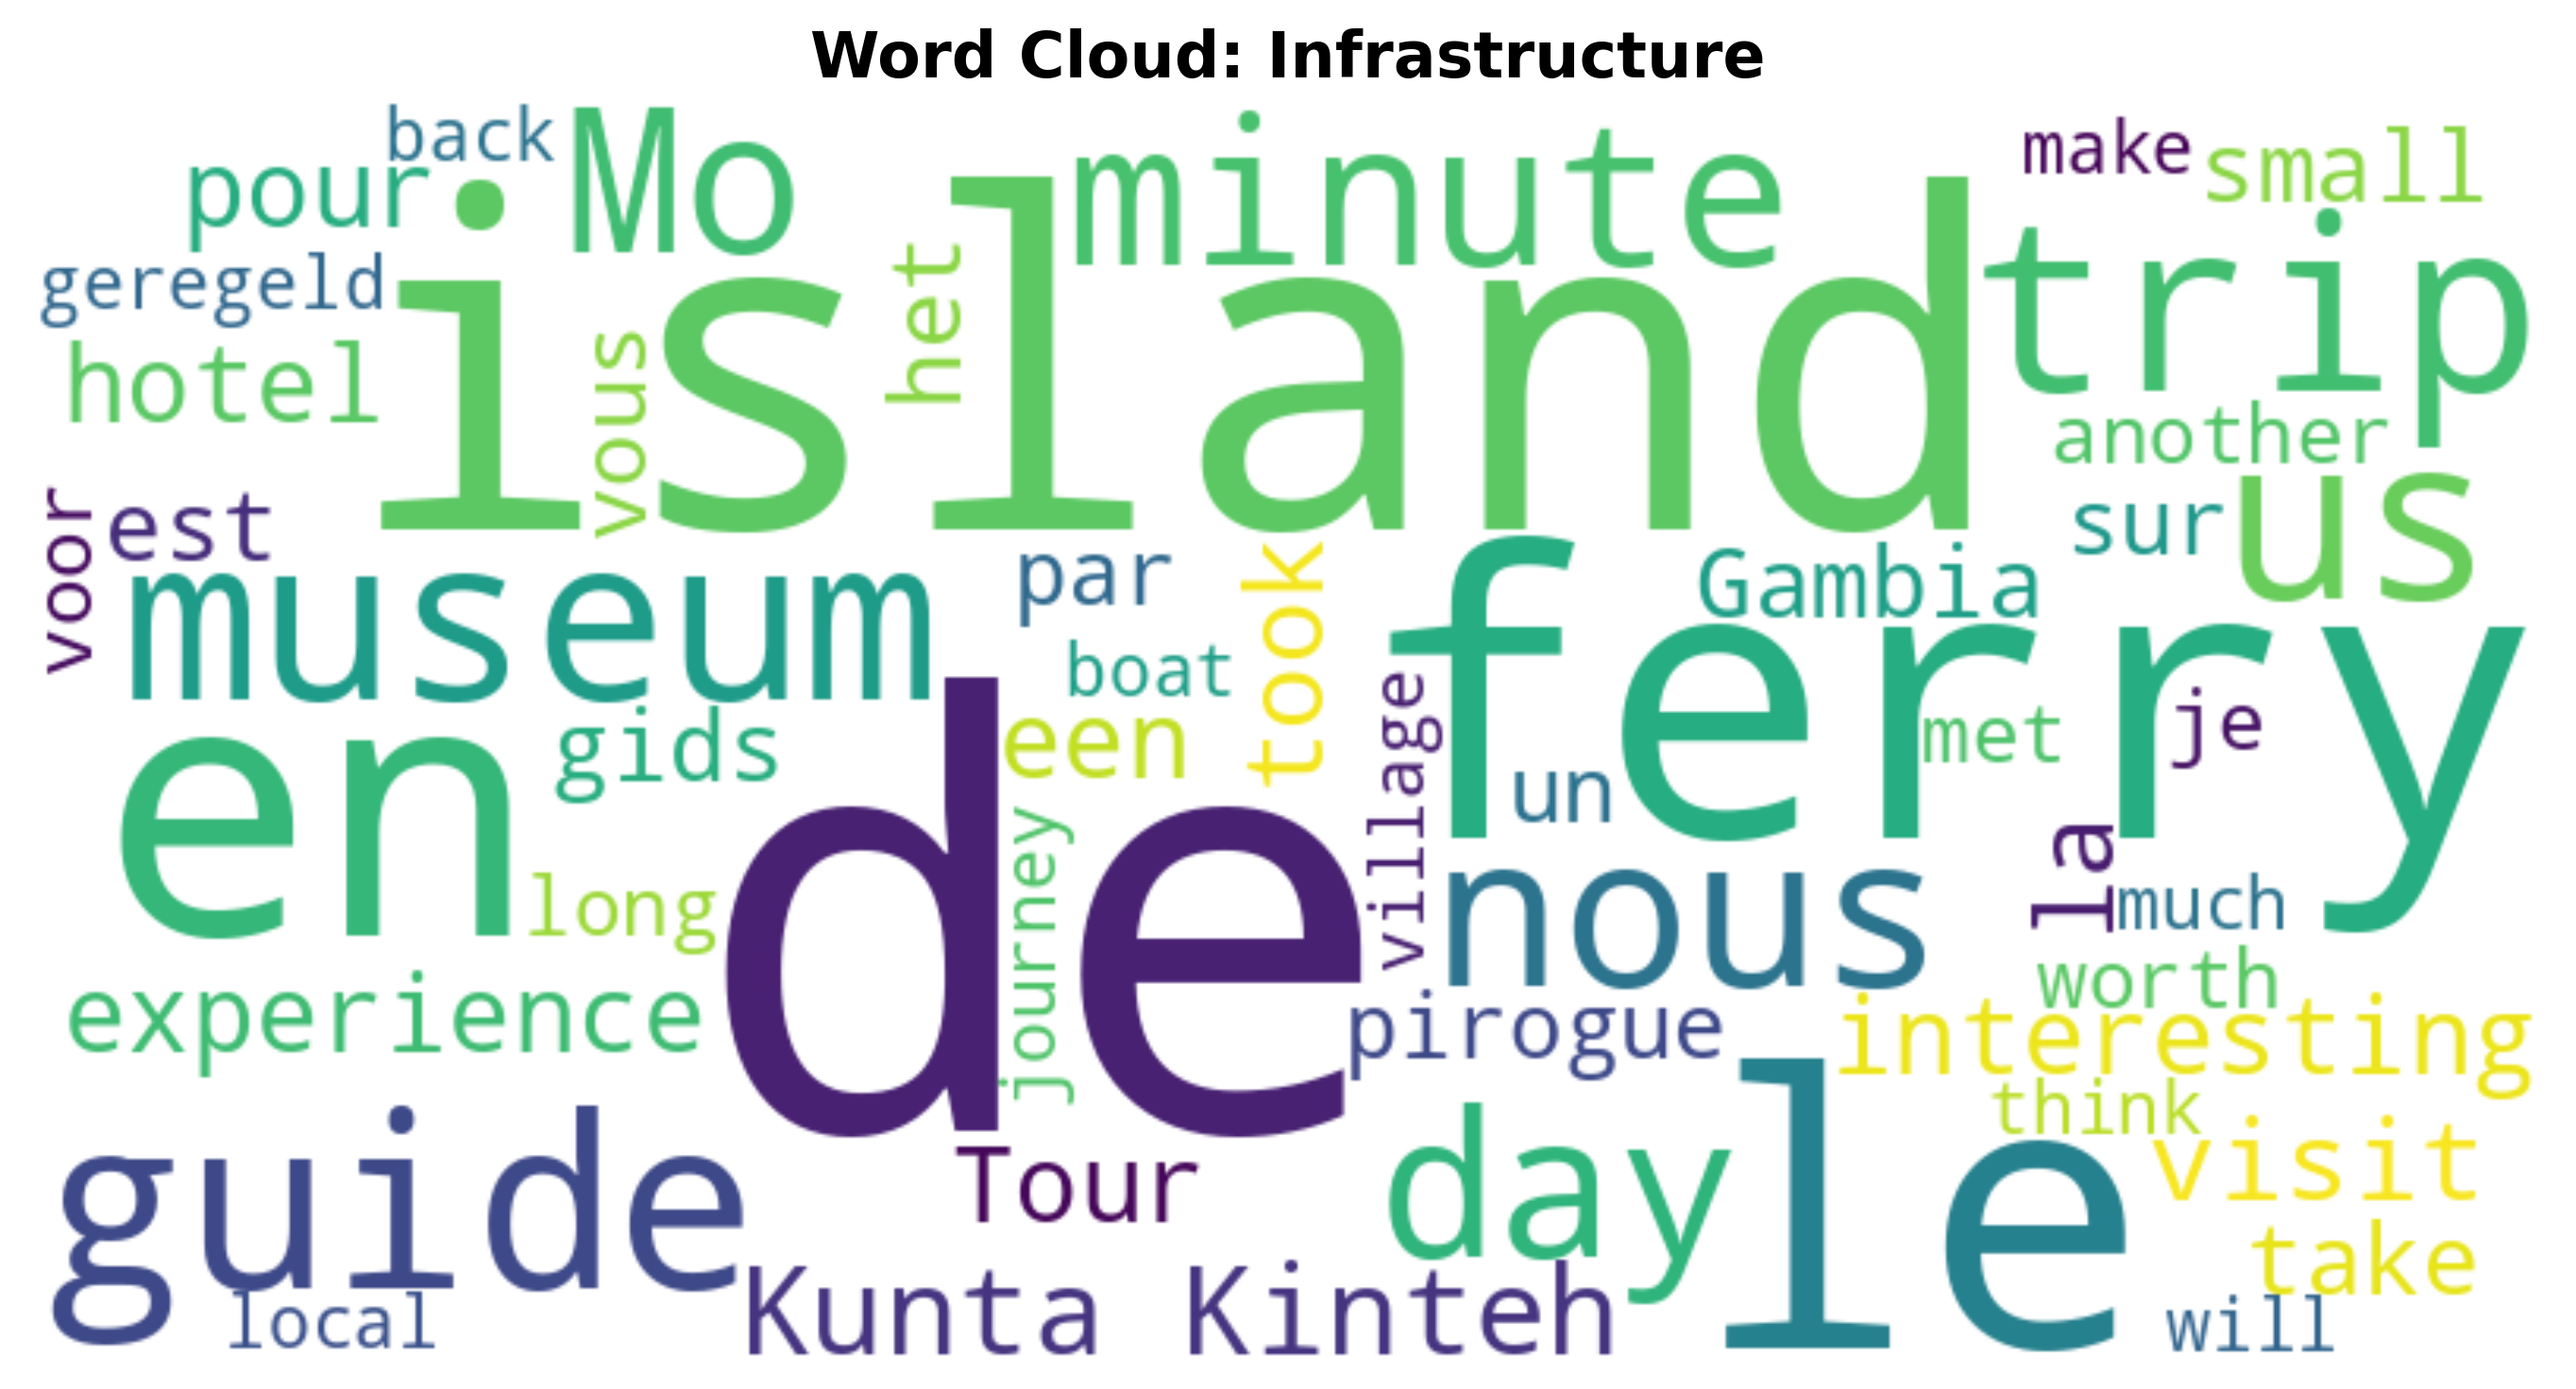 Word Cloud: Infrastructure
back
Mo
minute
make
small
pour
island
trip
geregeld
het
hotel
vous
another
voor
est
sur
us
museum
par
took
Gambia
ferry
boat
en
gids
de
een
village
met
je
un
long
journey
nous
la
much
worth
experience
pirogue
interesting
think
guide
Tour
day
le
visit
take
local
Kunta Kinteh
will